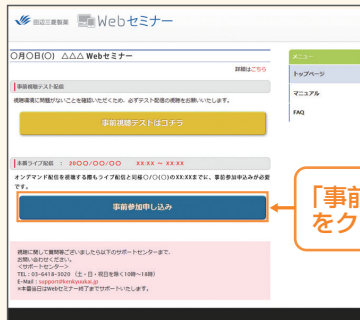 田辺三菱製薬 Webセミナー
〇月〇日(〇) △△△ Webセミナー
詳細はこちら
事前視聴テスト配信
視聴環境に問題がないことを確認いただくため、必ずテスト配信の視聴をお願いいたします。
事前視聴テストはコチラ
本番ライブ配信 : 20〇〇/〇〇/〇〇 XX:XX ~ XX:XX
オンデマンド配信を視聴する際もライブ配信と同様〇/〇(〇)のXX:XXまでに、事前参加申し込みが必要
です。
事前参加申し込み
視聴に関して質問等ございましたら以下のサポートセンターまで、
お問い合わせください。
<サポートセンター>
TEL : 03-6418-3020 (土・日・祝日を除く10時~18時)
E-Mail : support@kenkyuukai.jp
※本番当日はWebセミナー終了までサポートいたします。
メニュー
トップページ
マニュアル
FAQ
「事前
をク